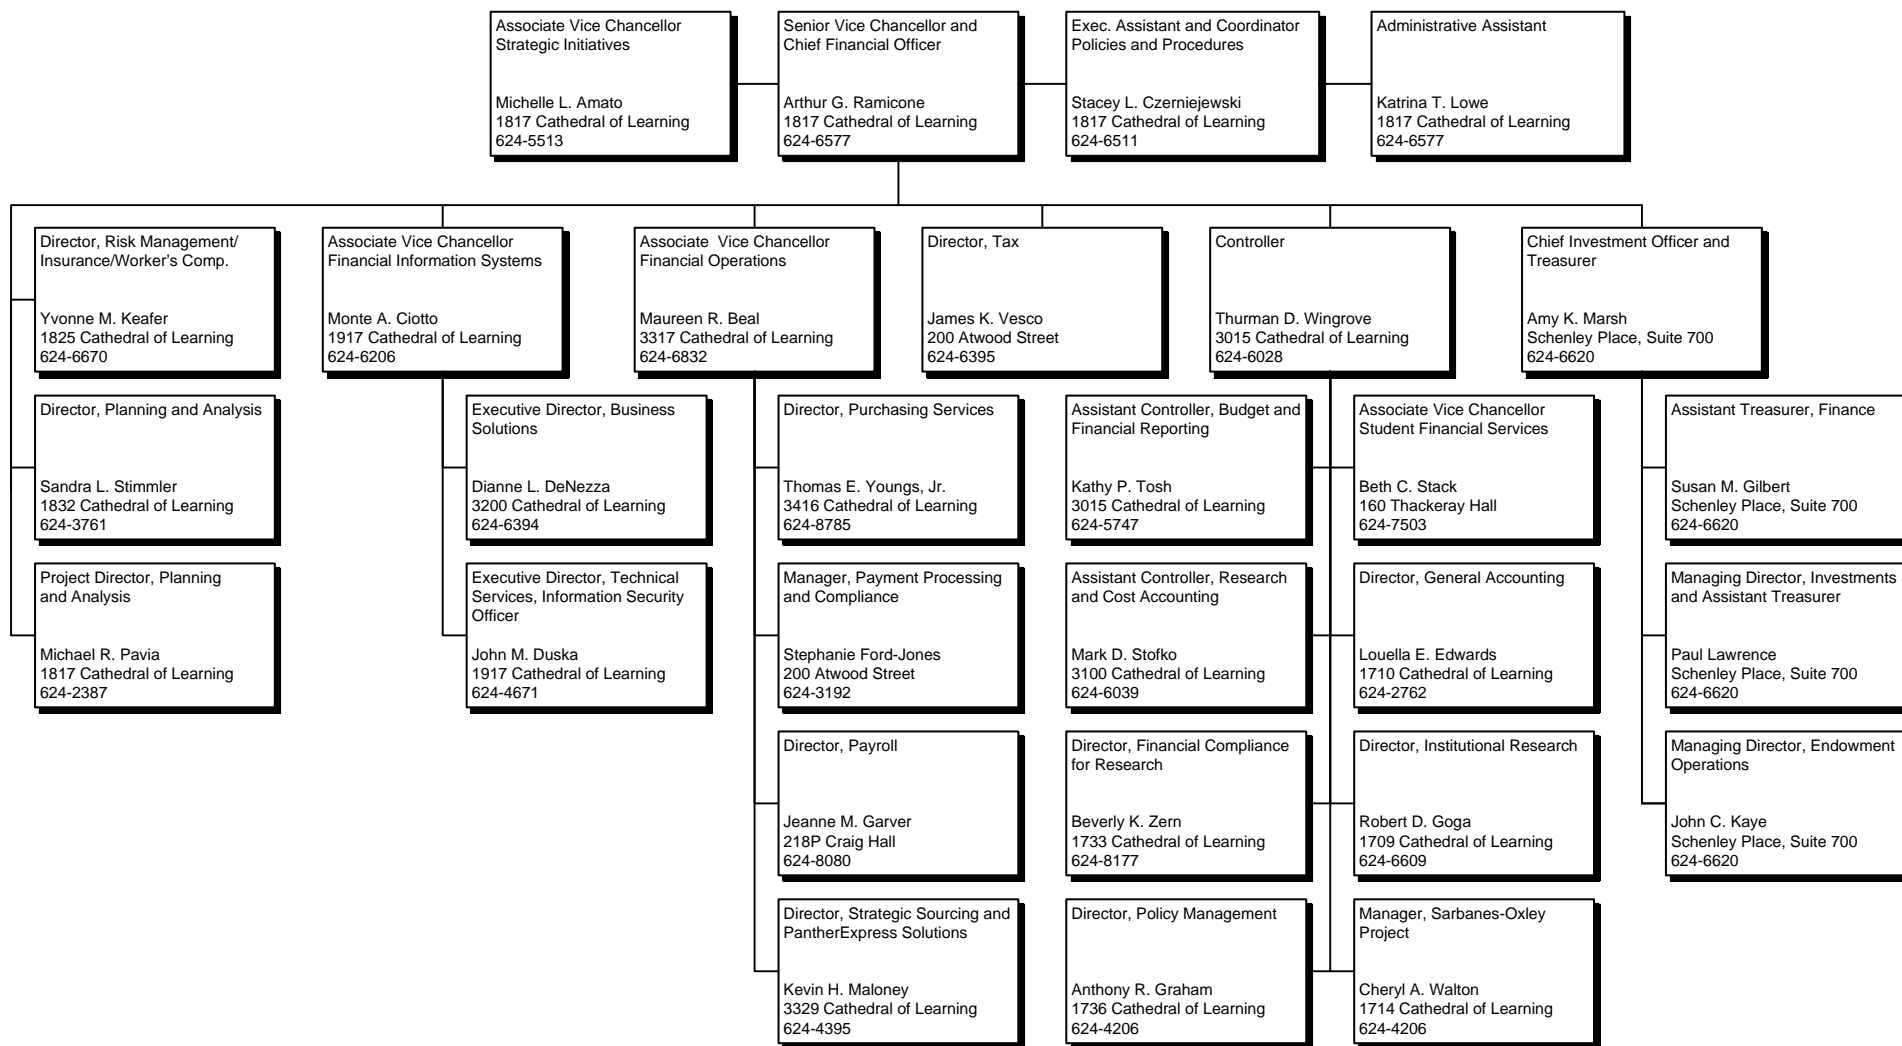 Associate Vice Chancellor
Strategic Initiatives
Michelle L. Amato
1817 Cathedral of Learning
624-5513
Senior Vice Chancellor and
Chief Financial Officer
Arthur G. Ramicone
1817 Cathedral of Learning
624-6577
Exec. Assistant and Coordinator
Policies and Procedures
Stacey L. Czerniejewski
1817 Cathedral of Learning
624-6511
Administrative Assistant
Katrina T. Lowe
1817 Cathedral of Learning
624-6577
Director, Risk Management/
Insurance/Worker's Comp.
Yvonne M. Keafer
1825 Cathedral of Learning
624-6670
Associate Vice Chancellor
Financial Information Systems
Monte A. Ciotto
1917 Cathedral of Learning
624-6206
Associate  Vice Chancellor
Financial Operations
Maureen R. Beal
3317 Cathedral of Learning
624-6832
Director, Tax
James K. Vesco
200 Atwood Street
624-6395
Controller
Thurman D. Wingrove
3015 Cathedral of Learning
624-6028
Chief Investment Officer and
Treasurer
Amy K. Marsh
Schenley Place, Suite 700
624-6620
Director, Planning and Analysis
Sandra L. Stimmler
1832 Cathedral of Learning
624-3761
Executive Director, Business
Solutions
Dianne L. DeNezza
3200 Cathedral of Learning
624-6394
Director, Purchasing Services
Thomas E. Youngs, Jr.
3416 Cathedral of Learning
624-8785
Assistant Controller, Budget and
Financial Reporting
Kathy P. Tosh
3015 Cathedral of Learning
624-5747
Associate Vice Chancellor
Student Financial Services
Beth C. Stack
160 Thackeray Hall
624-7503
Assistant Treasurer, Finance
Susan M. Gilbert
Schenley Place, Suite 700
624-6620
Project Director, Planning
and Analysis
Michael R. Pavia
1817 Cathedral of Learning
624-2387
Executive Director, Technical
Services, Information Security
Officer
John M. Duska
1917 Cathedral of Learning
624-4671
Manager, Payment Processing
and Compliance
Stephanie Ford-Jones
200 Atwood Street
624-3192
Assistant Controller, Research
and Cost Accounting
Mark D. Stofko
3100 Cathedral of Learning
624-6039
Director, General Accounting
Louella E. Edwards
1710 Cathedral of Learning
624-2762
Managing Director, Investments
and Assistant Treasurer
Paul Lawrence
Schenley Place, Suite 700
624-6620
Director, Payroll
Jeanne M. Garver
218P Craig Hall
624-8080
Director, Financial Compliance
for Research
Beverly K. Zern
1733 Cathedral of Learning
624-8177
Director, Institutional Research
Robert D. Goga
1709 Cathedral of Learning
624-6609
Managing Director, Endowment
Operations
John C. Kaye
Schenley Place, Suite 700
624-6620
Director, Strategic Sourcing and
PantherExpress Solutions
Kevin H. Maloney
3329 Cathedral of Learning
624-4395
Director, Policy Management
Anthony R. Graham
1736 Cathedral of Learning
624-4206
Manager, Sarbanes-Oxley
Project
Cheryl A. Walton
1714 Cathedral of Learning
624-4206